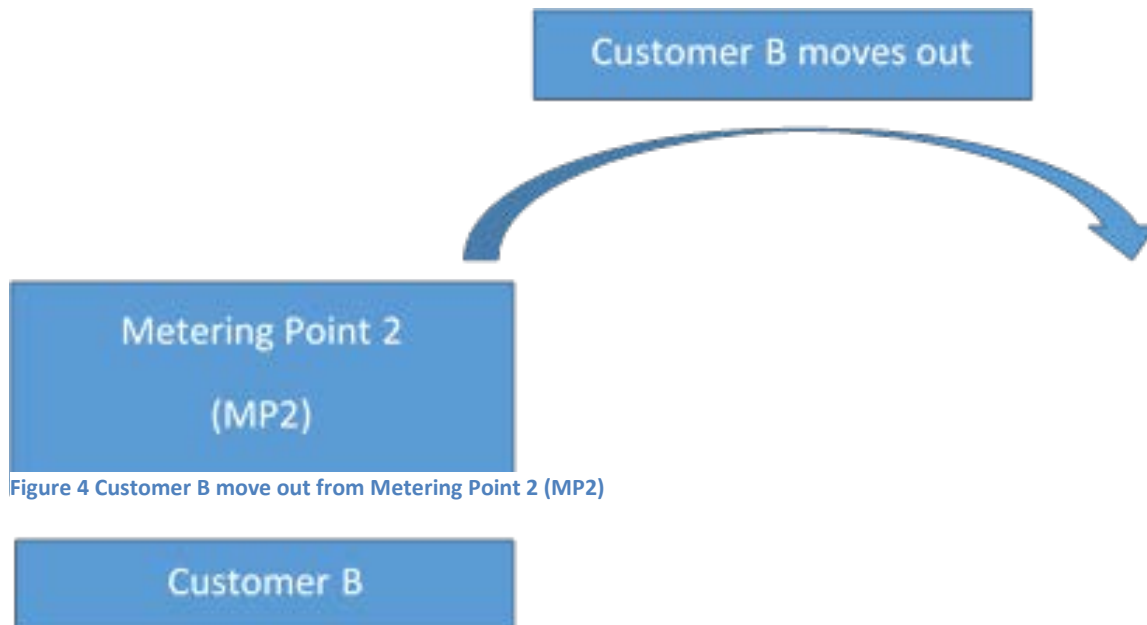 Customer B moves out
Metering Point 2
(MP2)
Figure 4 Customer B move out from Metering Point 2 (MP2)
Customer B